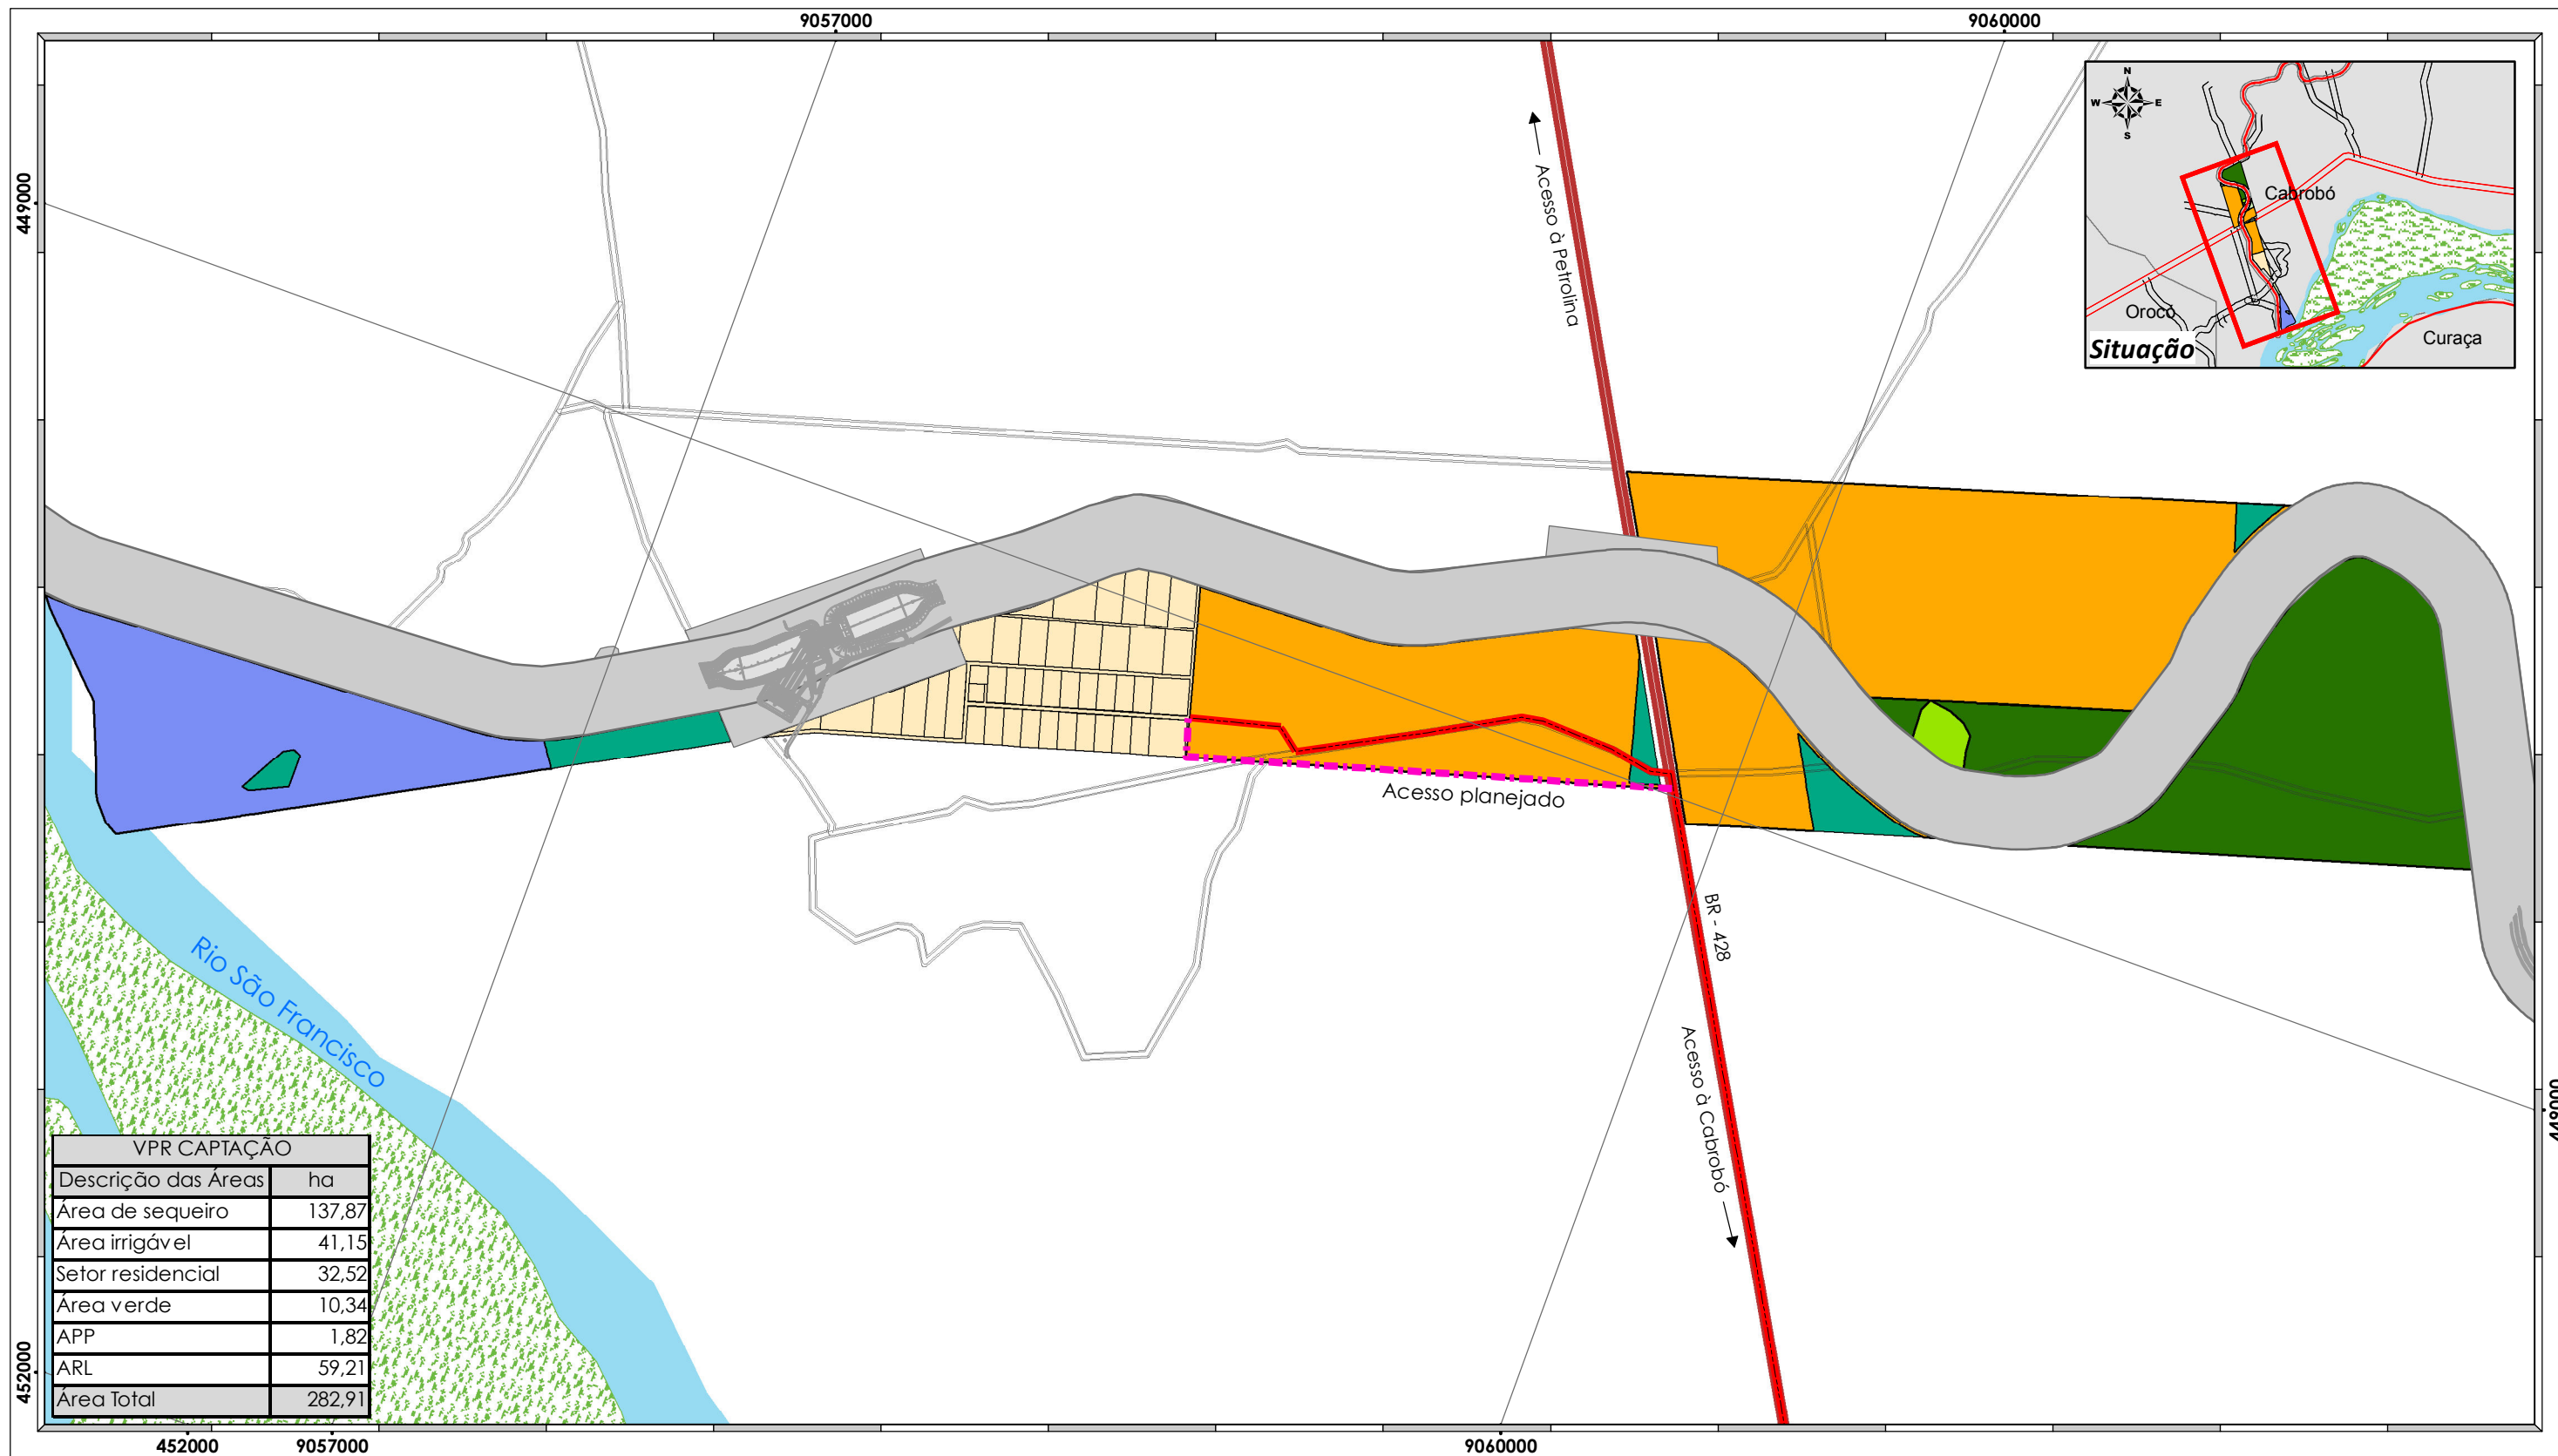 9057000
9060000
449000
N
W
E
S
Cabrobó
Orocó
Curaça
Situação
Acesso à Petrolina
Acesso planejado
BR - 428
Acesso à Cabrobó
Rio São Francisco
448000
VPR CAPTAÇÃO
Descrição das Áreas ha
Área de sequeiro 137,87
Área irrigável 41,15
Setor residencial 32,52
Área verde 10,34
APP 1,82
ARL 59,21
Área Total 282,91
452000
452000
9057000
9060000